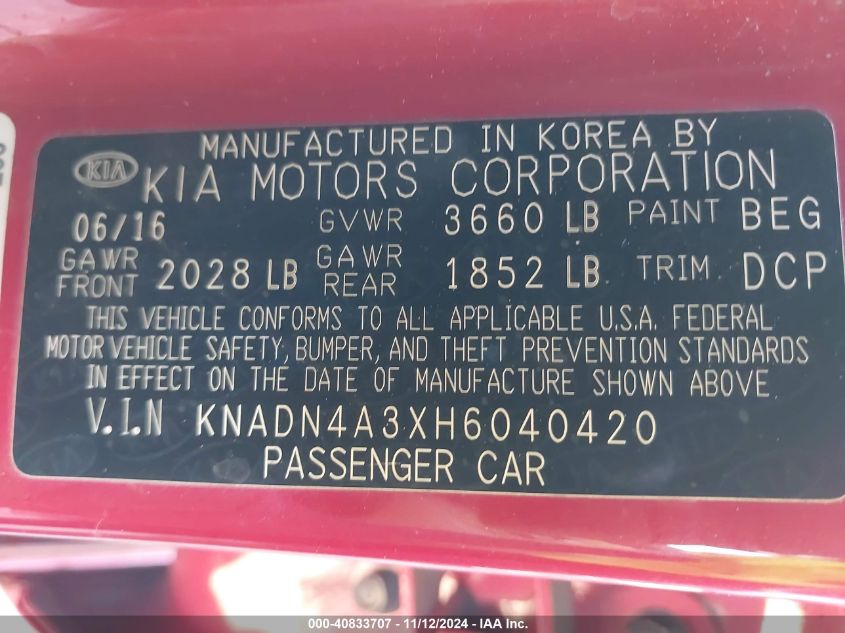 MANUFACTURED IN KOREA BY
KIA KIA MOTORS CORPORATION
06/16 GVWR 3660 LB PAINT BEG
GAWR FRONT 2028 LB GAWR REAR 1852 LB TRIM DCP
THIS VEHICLE CONFORMS TO ALL APPLICABLE U.S.A. FEDERAL
MOTOR VEHICLE SAFETY, BUMPER, AND THEFT PREVENTION STANDARDS
IN EFFECT ON THE DATE OF MANUFACTURE SHOWN ABOVE
V.I.N KNADN4A3XH6040420
PASSENGER CAR
000-40833707 - 11/12/2024 - IAA Inc.